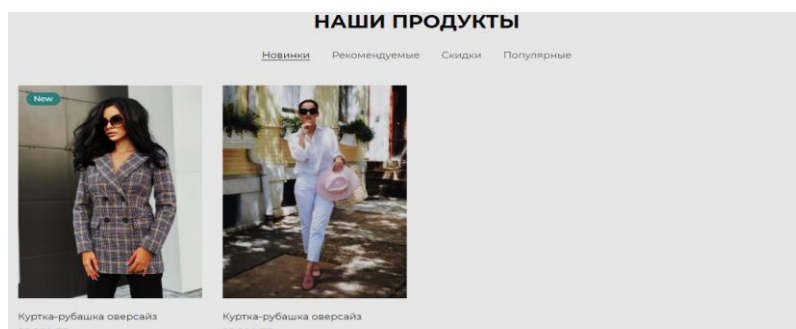 НАШИ ПРОДУКТЫ
Новинки Рекомендуемые Скидки Популярные
New
Куртка-рубашка оверсайз Куртка-рубашка оверсайз